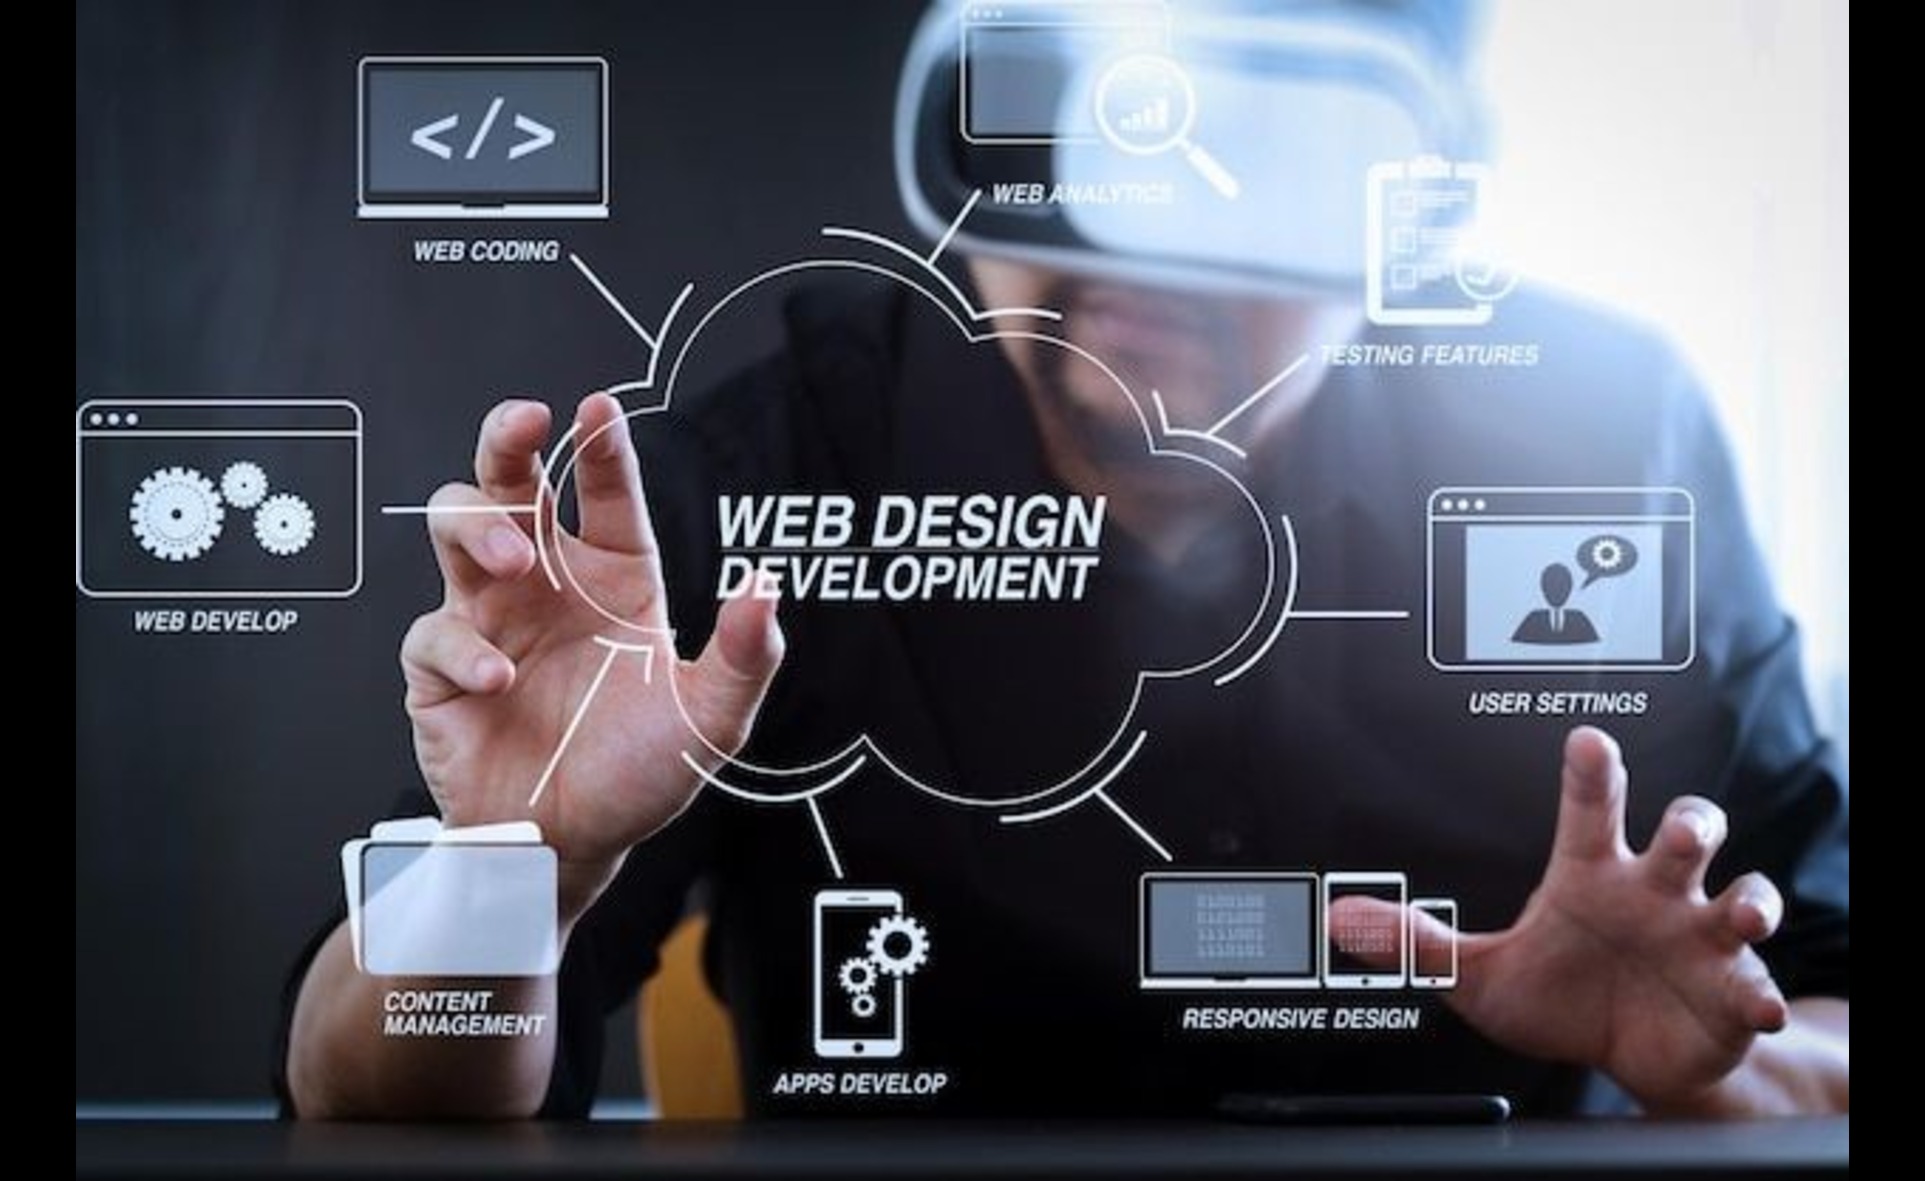 </>
WEB ANALYTICS
WEB CODING
TESTING FEATURES
WEB DESIGN
DEVELOPMENT
WEB DEVELOP
USER SETTINGS
CONTENT
MANAGEMENT
RESPONSIVE DESIGN
APPS DEVELOP